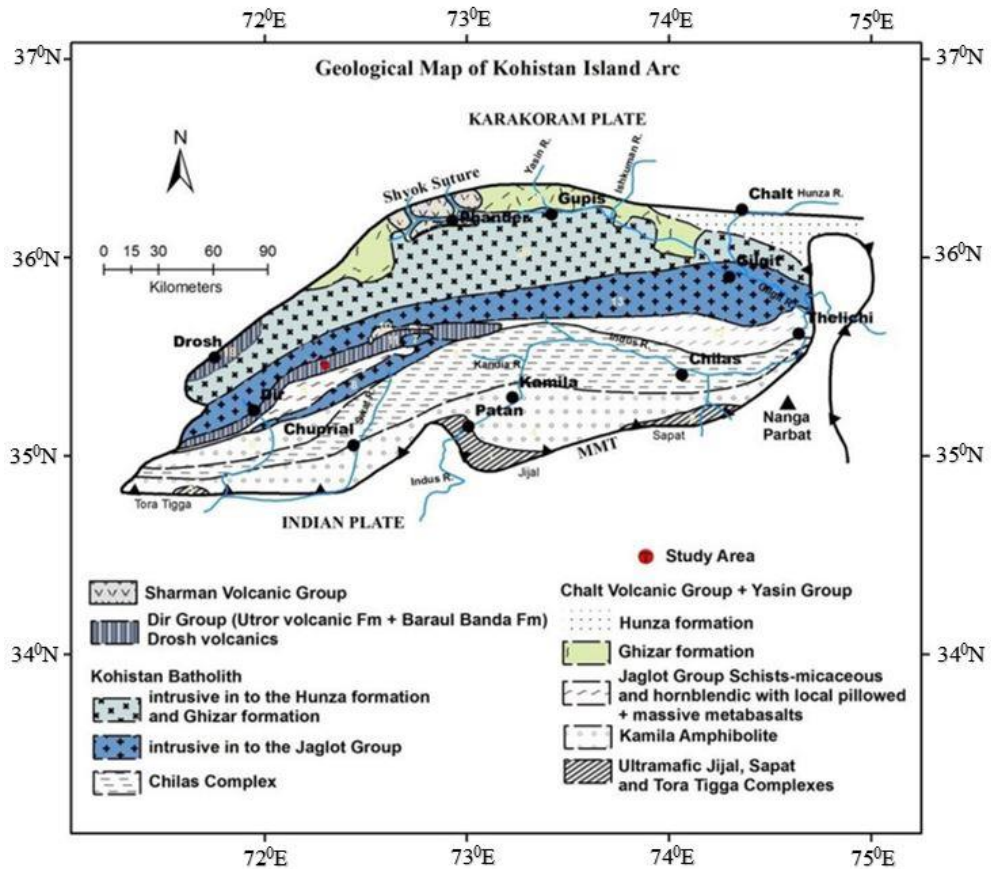 72⁰E 73⁰E 74⁰E 75⁰E
37⁰N 37⁰N
Geological Map of Kohistan Island Arc
KARAKORAM PLATE
N
Shyok Suture
Yasin R.
Ishkuman R.
Chalt Hunza R.
Gupis
Phander
0 15 30 60 90
Kilometers
36⁰N 36⁰N
Gilgit
Gilgit R.
13
Thelichi
Drosh
Indus R.
Chilas
Kandia R.
Kamila
8
Dir
Swat R.
Patan
Nanga
Parbat
Chuprial
35⁰N 35⁰N
MMT
Sapat
Jijal
Indus R.
Tora Tigga
INDIAN PLATE
Study Area
Sharman Volcanic Group
Dir Group (Utror volcanic Fm + Baraul Banda Fm)
Drosh volcanics
Kohistan Batholith
intrusive in to the Hunza formation
and Ghizar formation
intrusive in to the Jaglot Group
Chilas Complex
Chalt Volcanic Group + Yasin Group
Hunza formation
34⁰N 34⁰N
Ghizar formation
Jaglot Group Schists-micaceous
and hornblendic with local pillowed
+ massive metabasalts
Kamila Amphibolite
Ultramafic Jijal, Sapat
and Tora Tigga Complexes
72⁰E 73⁰E 74⁰E 75⁰E